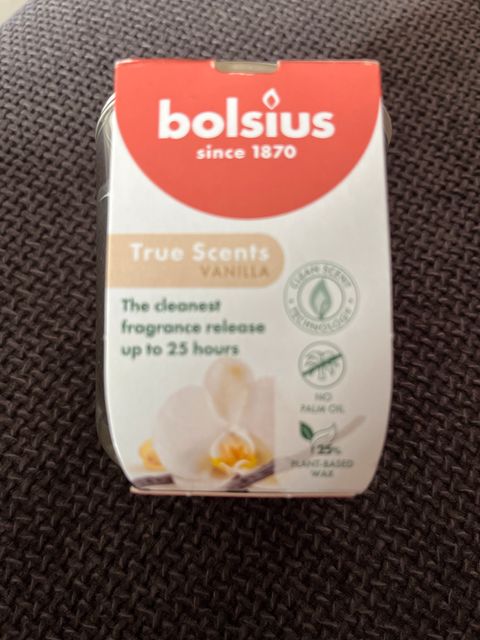 bolsius
since 1870
True Scents
VANILLA
The cleanest
fragrance release
up to 25 hours
CLEAN SCENT
TECHNOLOGY
NO
PALM OIL
25%
PLANT-BASED
WAX